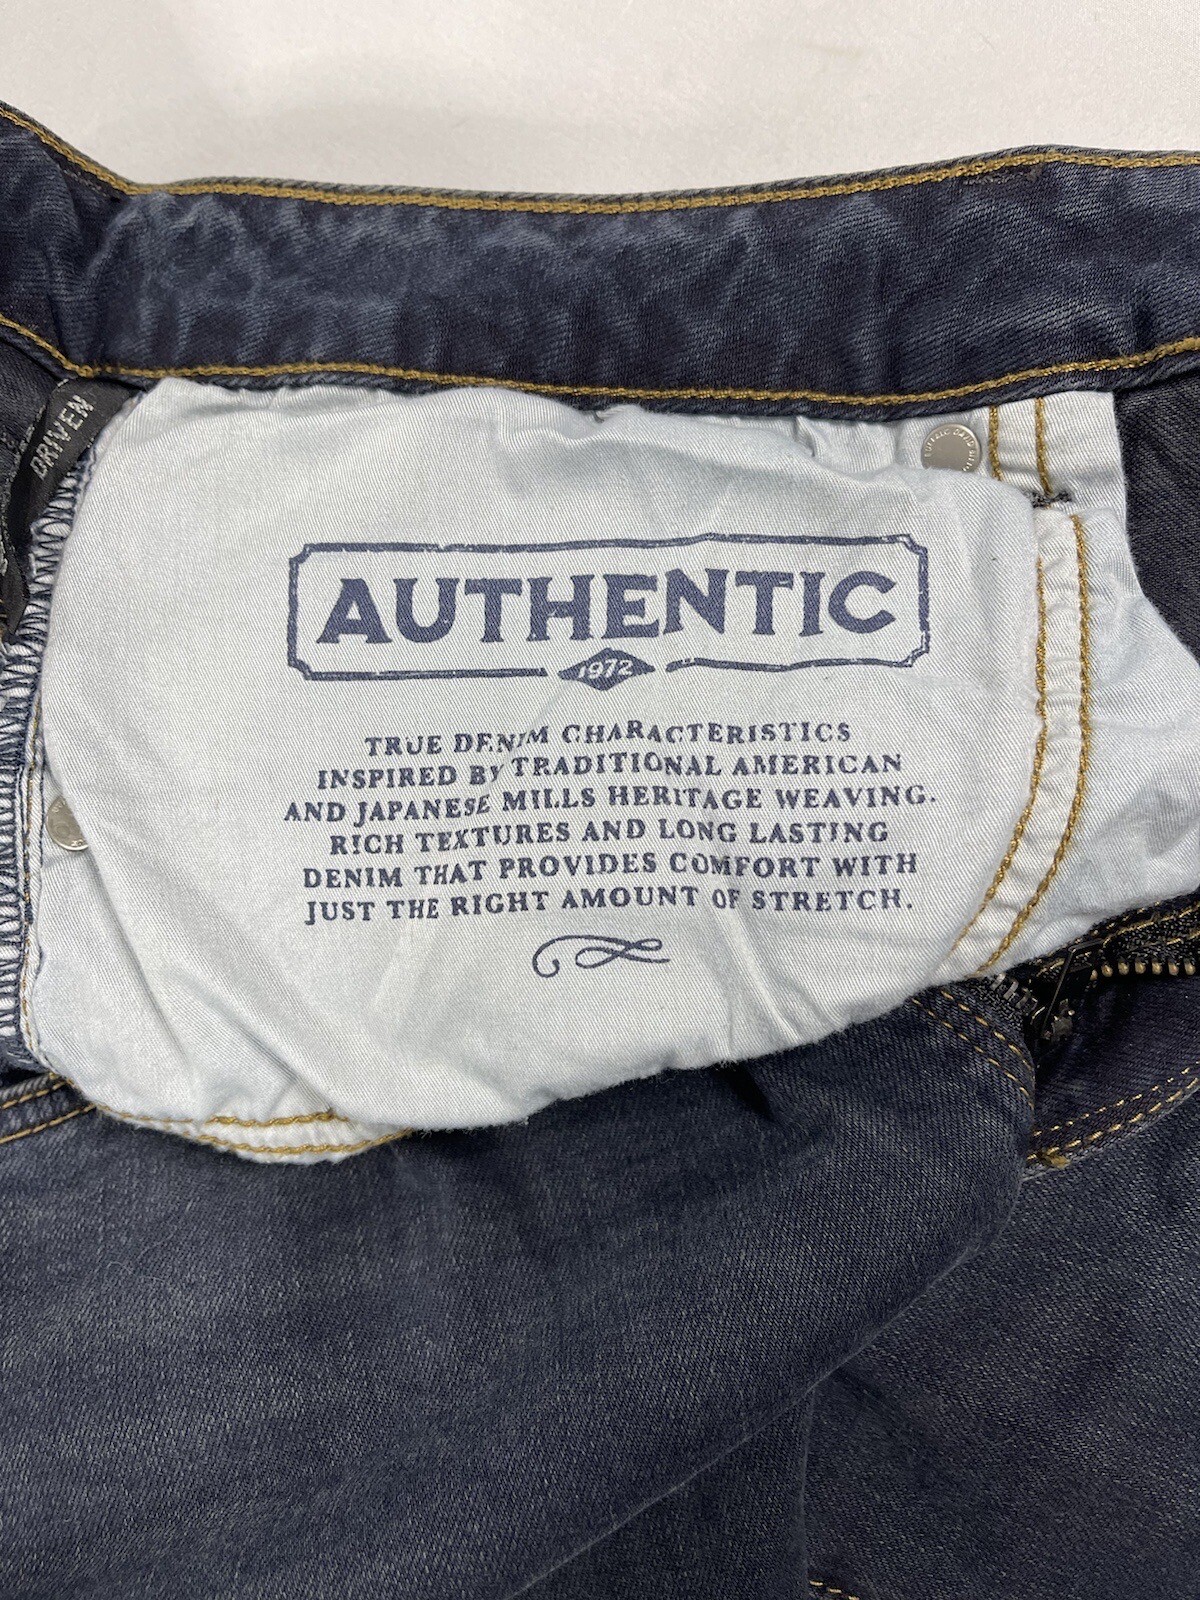 DRIVEN
AUTHENTIC
1972
TRUE DENIM CHARACTERISTICS
INSPIRED BY TRADITIONAL AMERICAN
AND JAPANESE MILLS HERITAGE WEAVING.
RICH TEXTURES AND LONG LASTING
DENIM THAT PROVIDES COMFORT WITH
JUST THE RIGHT AMOUNT OF STRETCH.